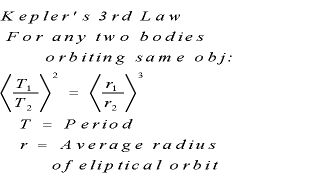 Kepler's 3rd Law
For any two bodies
orbiting same obj:
⟨T₁/T₂⟩² = ⟨r₁/r₂⟩³
T = Period
r = Average radius
of eliptical orbit